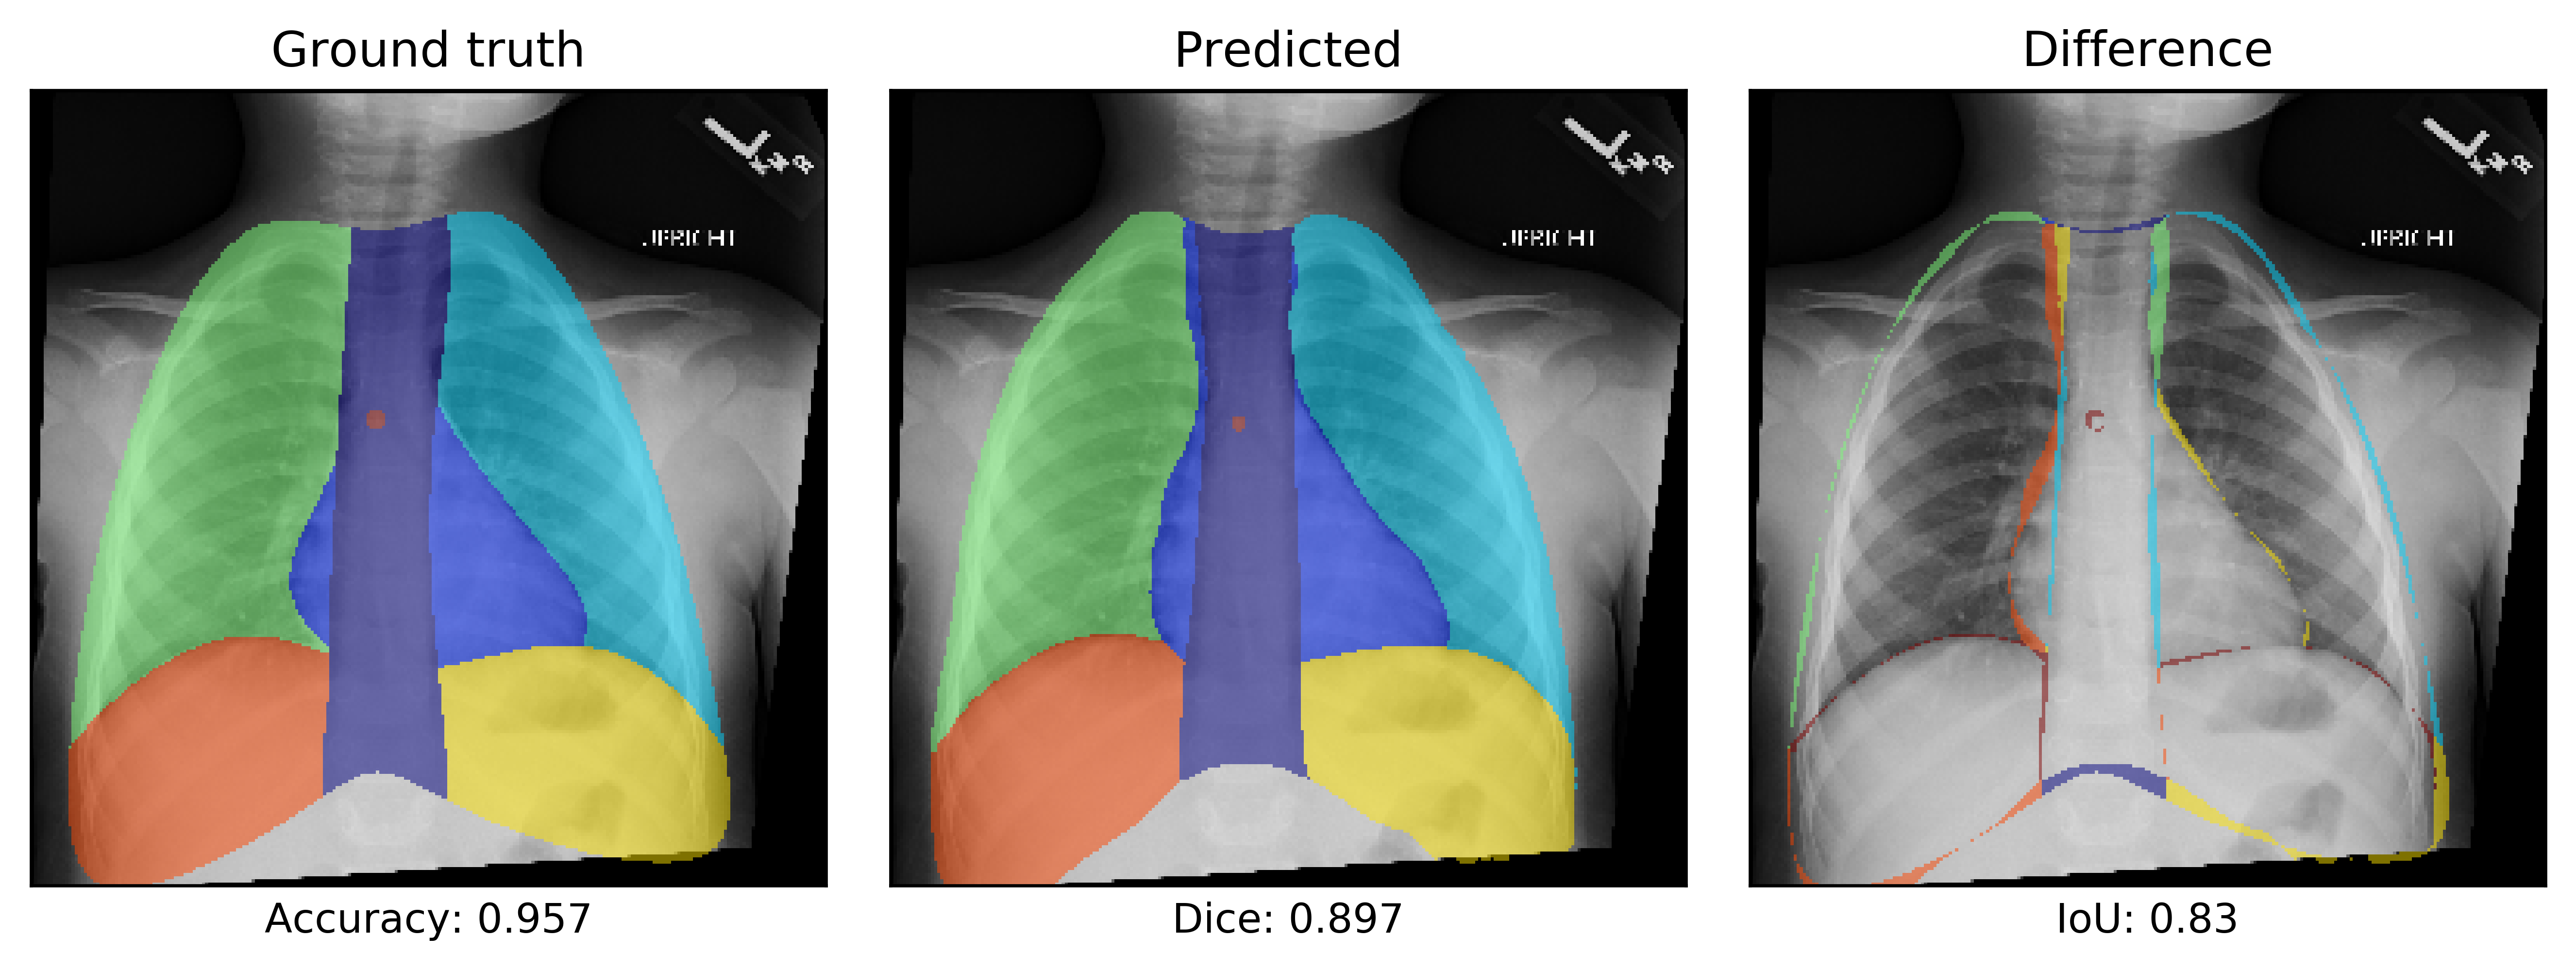 Ground truth
Predicted
Difference
L
L
L
Accuracy: 0.957
Dice: 0.897
IoU: 0.83